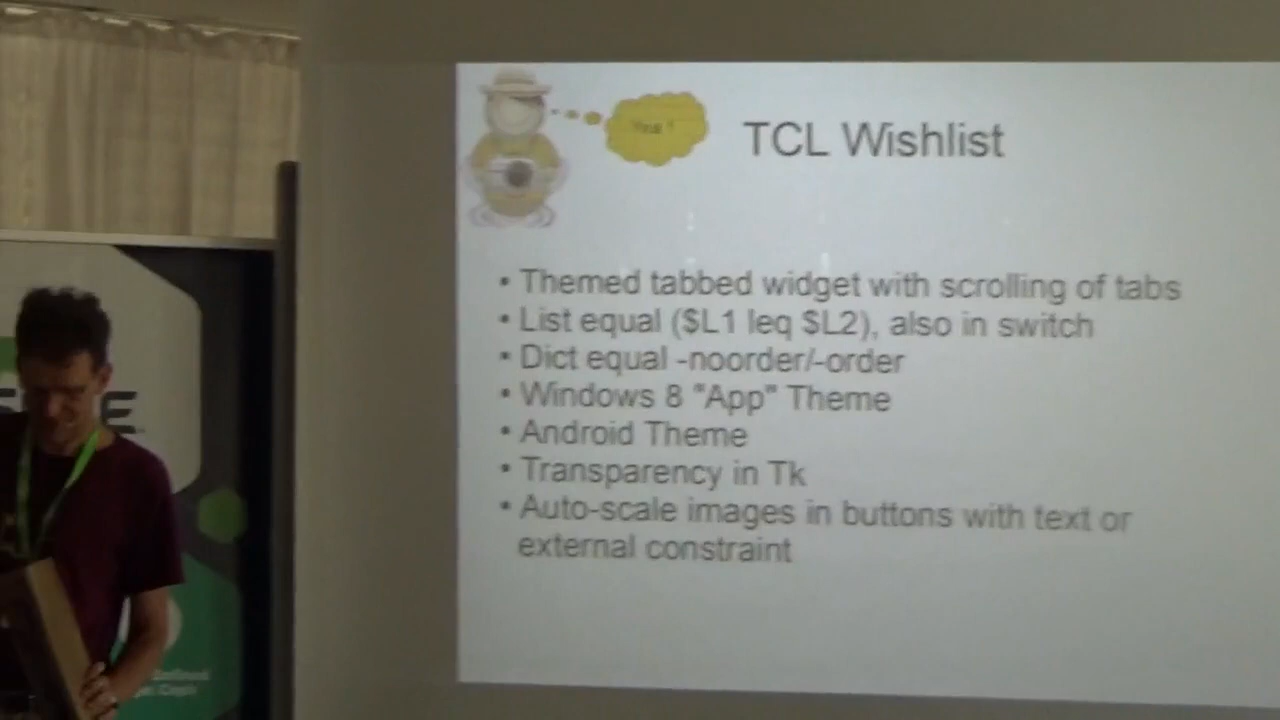 TCL Wishlist
• Themed tabbed widget with scrolling of tabs
• List equal ($L1 leq $L2), also in switch
• Dict equal -noorder/-order
• Windows 8 "App" Theme
• Android Theme
• Transparency in Tk
• Auto-scale images in buttons with text or
external constraint